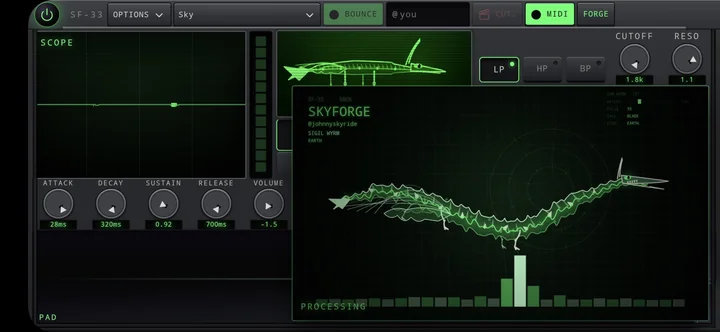 SF-33
OPTIONS
Sky
BOUNCE
@you
MIDI
FORGE
SCOPE
CUTOFF
RESO
LP
HP
BP
1.8k
1.1
SKYFORGE
@johnnyskyride
SIGIL WYRM
EARTH
ATTACK
DECAY
SUSTAIN
RELEASE
VOLUME
28ms
320ms
0.92
700ms
-1.5
PROCESSING
PAD